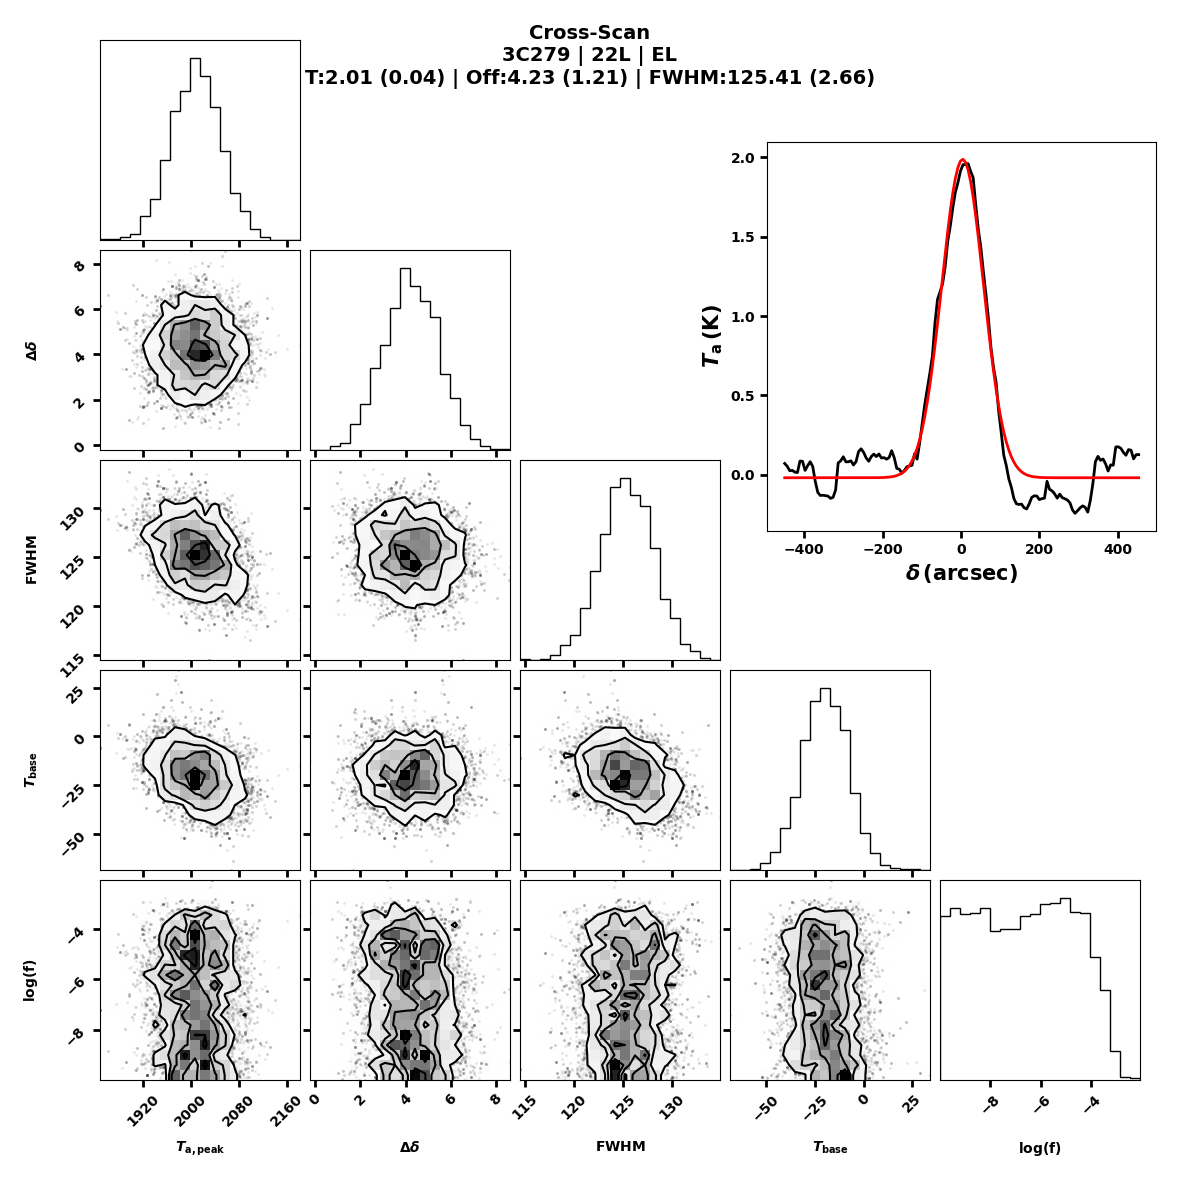 Cross-Scan
3C279 | 22L | EL
T:2.01 (0.04) | Off:4.23 (1.21) | FWHM:125.41 (2.66)
2.0
1.5
1.0
0.5
0.0
Ta (K)
−400 −200 0 200 400
δ (arcsec)
8
6
4
2
0
Δδ
130
125
120
115
FWHM
25
0
−25
−50
Tbase
−4
−6
−8
log(f)
1920 2000 2080 2160
0 2 4 6 8
115 120 125 130
−50 −25 0 25
−8 −6 −4
Ta,peak
Δδ
FWHM
Tbase
log(f)